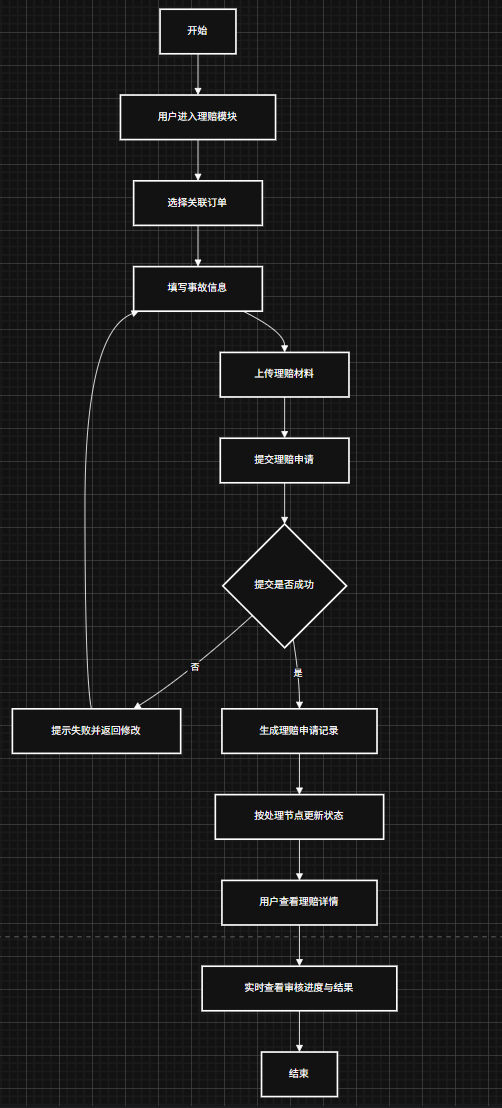 开始
用户进入理赔模块
选择关联订单
填写事故信息
上传理赔材料
提交理赔申请
提交是否成功
否
是
提示失败并返回修改
生成理赔申请记录
按处理节点更新状态
用户查看理赔详情
实时查看审核进度与结果
结束